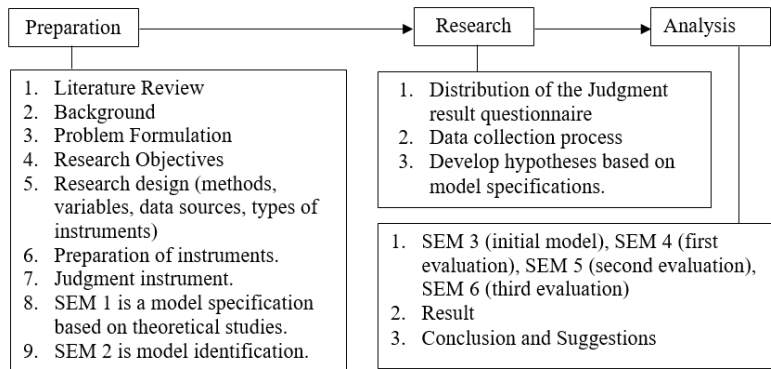 Preparation
Research
Analysis
1. Literature Review
2. Background
3. Problem Formulation
4. Research Objectives
5. Research design (methods,
variables, data sources, types of
instruments)
6. Preparation of instruments.
7. Judgment instrument.
8. SEM 1 is a model specification
based on theoretical studies.
9. SEM 2 is model identification.
1. Distribution of the Judgment
result questionnaire
2. Data collection process
3. Develop hypotheses based on
model specifications.
1. SEM 3 (initial model), SEM 4 (first
evaluation), SEM 5 (second evaluation),
SEM 6 (third evaluation)
2. Result
3. Conclusion and Suggestions